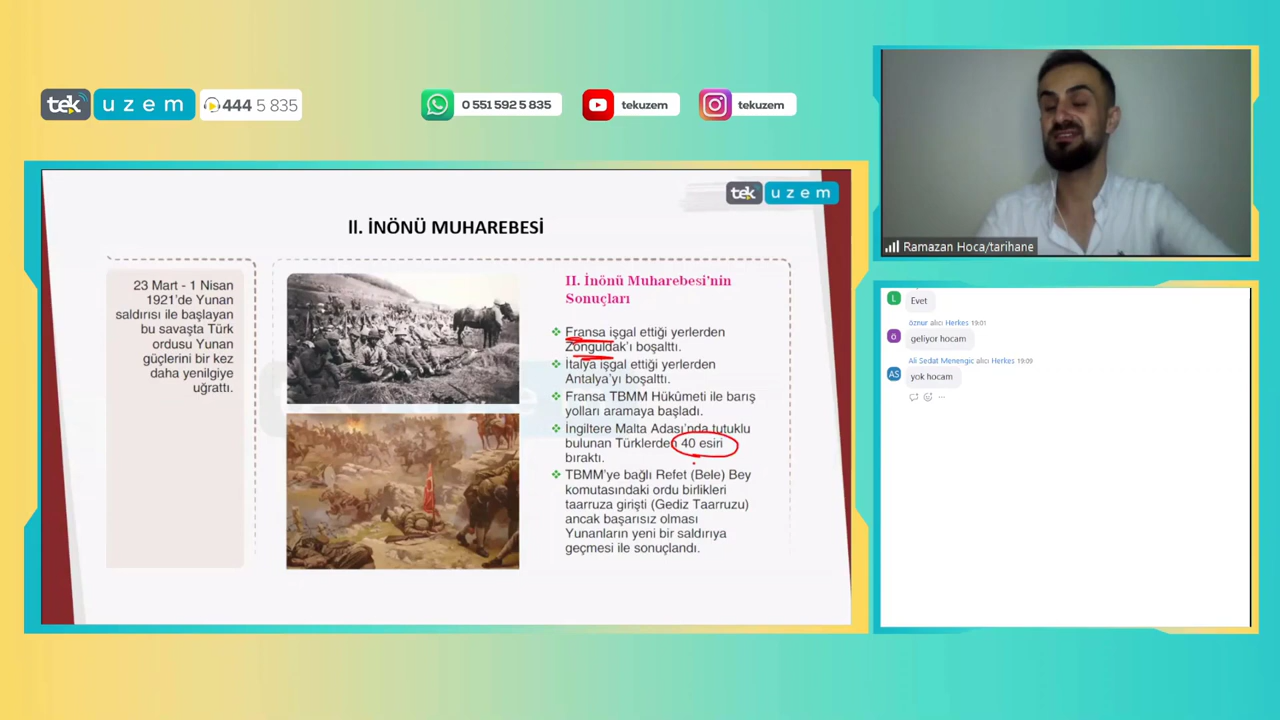 tek uzem 444 5 835
0 551 592 5 835
tekuzem
tekuzem
tek uzem
II. İNÖNÜ MUHAREBESİ
23 Mart - 1 Nisan
1921'de Yunan
saldırısı ile başlayan
bu savaşta Türk
ordusu Yunan
güçlerini bir kez
daha yenilgiye
uğrattı.
II. İnönü Muharebesi'nin
Sonuçları
Fransa işgal ettiği yerlerden
Zonguldak'ı boşalttı.
İtalya işgal ettiği yerlerden
Antalya'yı boşalttı.
Fransa TBMM Hükûmeti ile barış
yolları aramaya başladı.
İngiltere Malta Adası'nda tutuklu
bulunan Türklerden 40 esiri
bıraktı.
TBMM'ye bağlı Refet (Bele) Bey
komutasındaki ordu birlikleri
taarruza girişti (Gediz Taarruzu)
ancak başarısız olması
Yunanların yeni bir saldırıya
geçmesi ile sonuçlandı.
Ramazan Hoca/tarihane
L
Evet
öznur alıcı Herkes 19:01
ö
geliyor hocam
Ali Sedat Menengic alıcı Herkes 19:09
AS
yok hocam